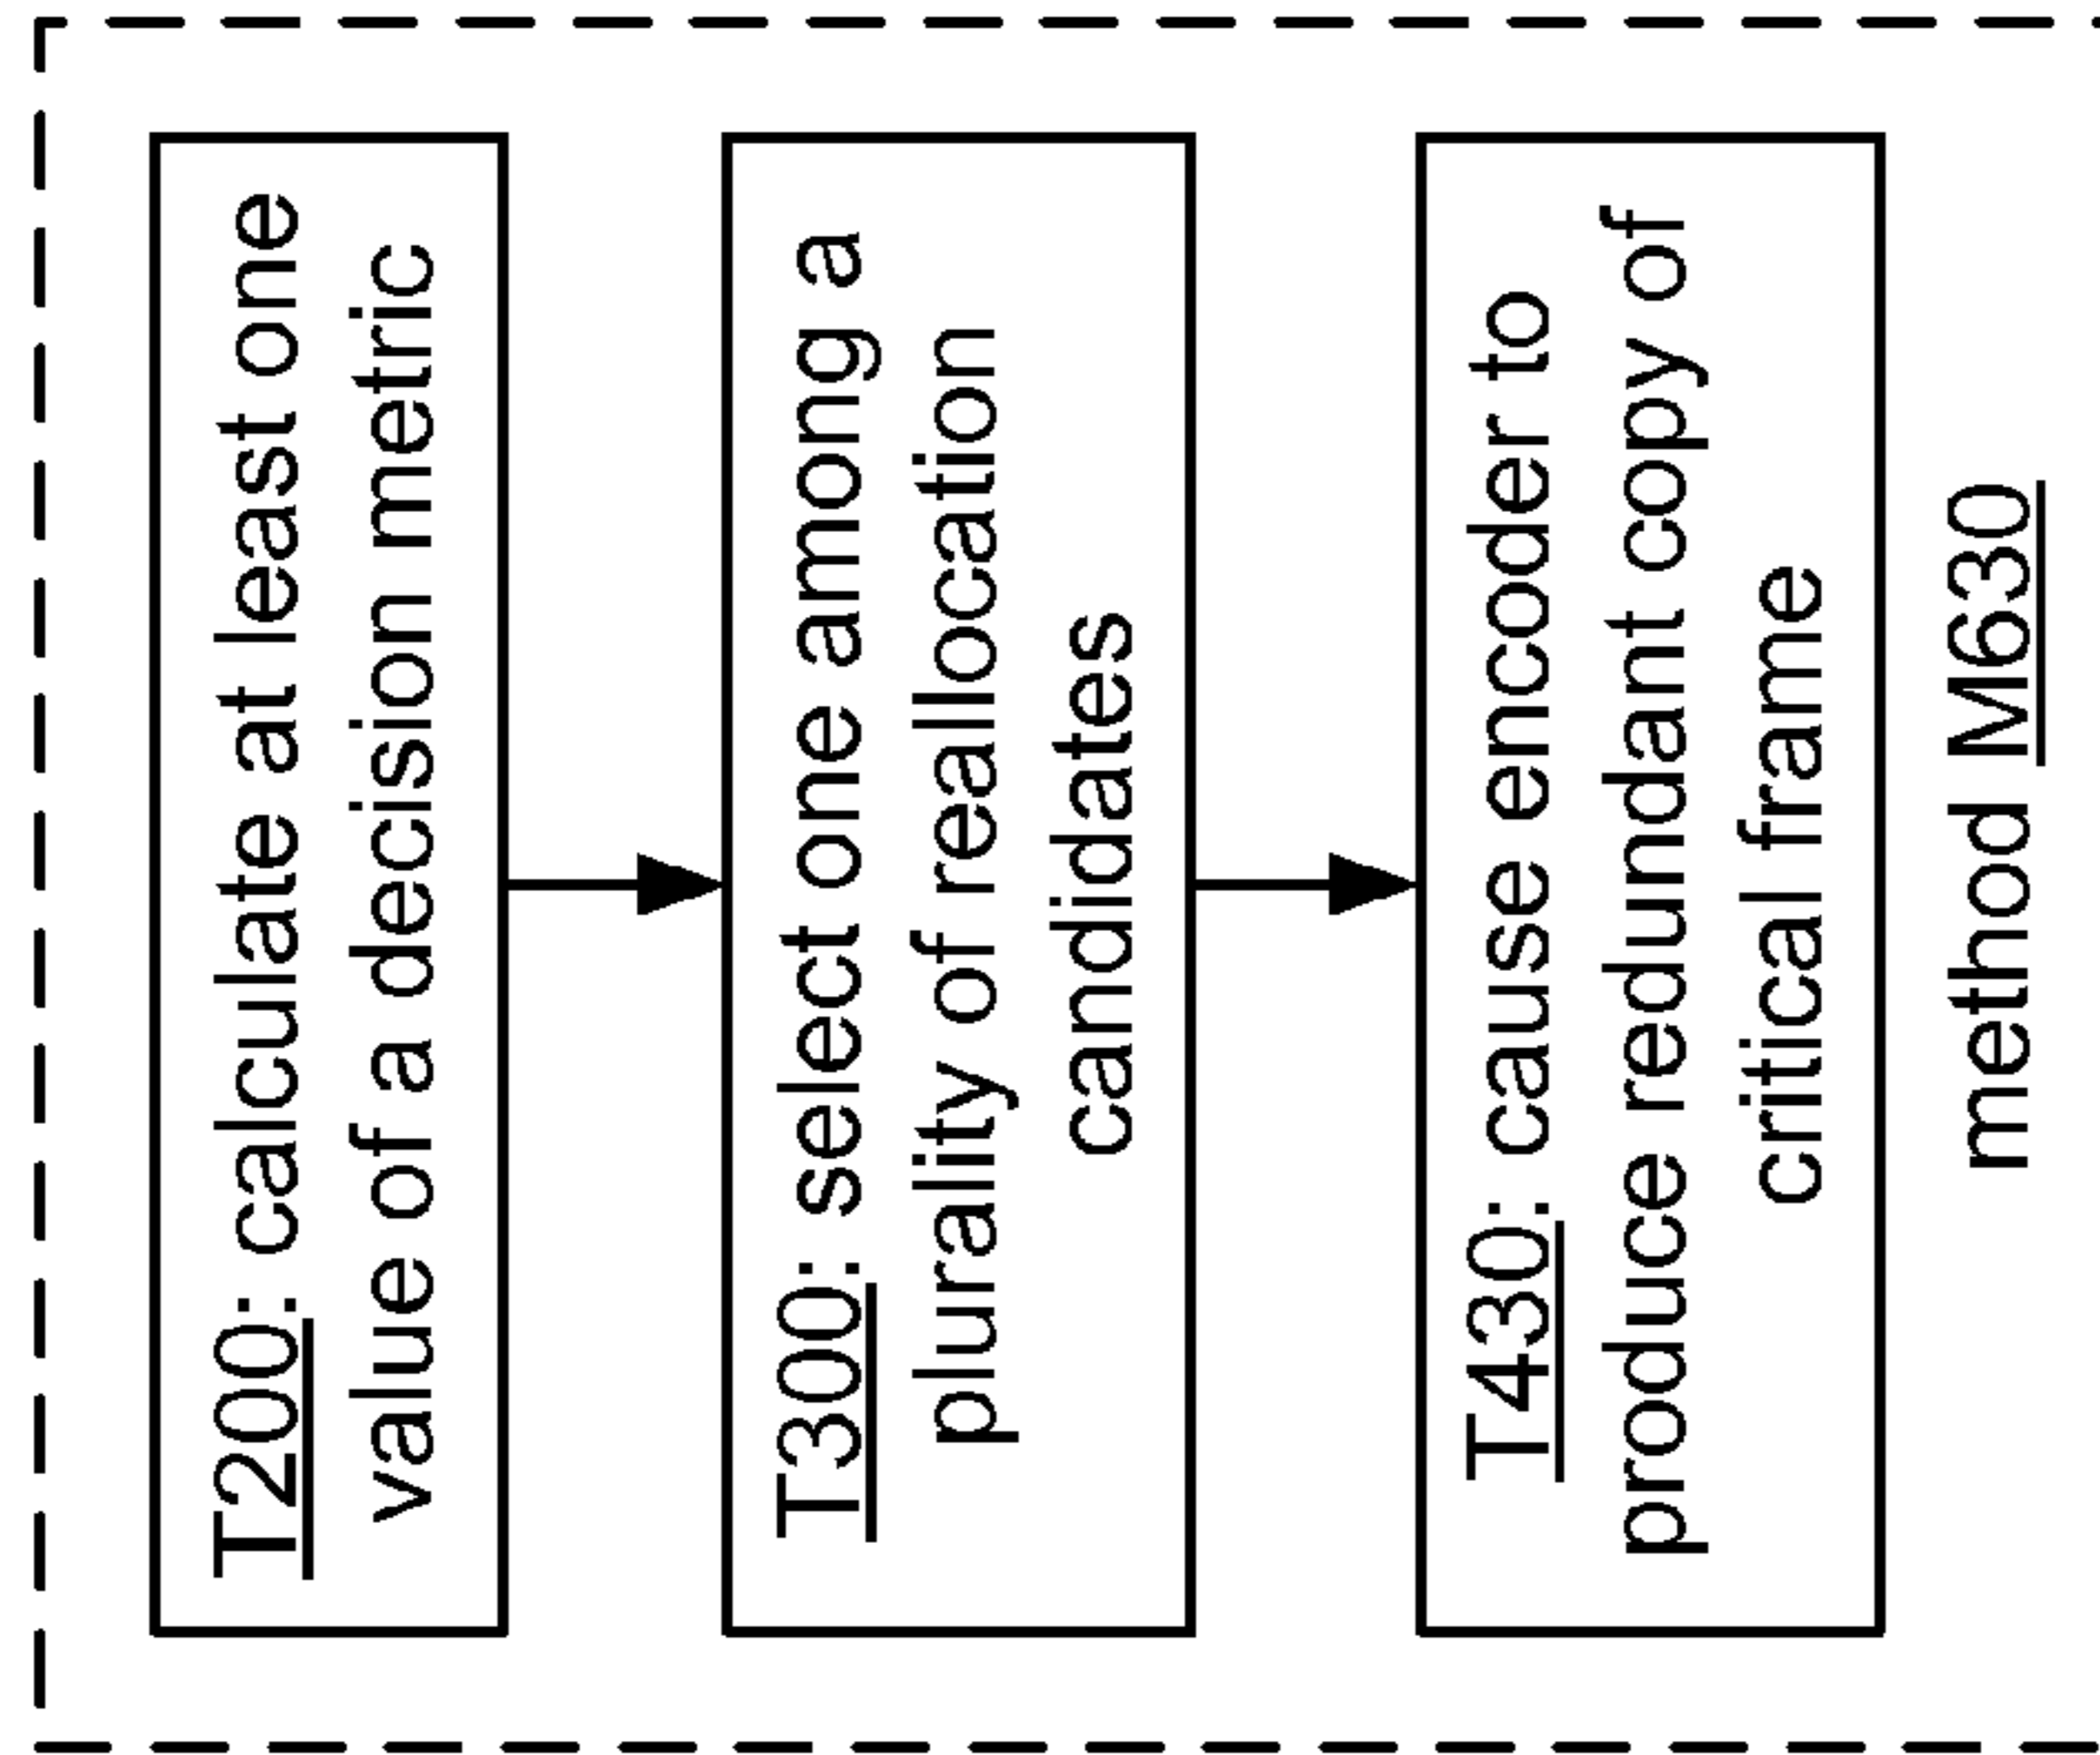 T200: calculate at least one
value of a decision metric
T300: select one among a
plurality of reallocation
candidates
T430: cause encoder to
produce redundant copy of
critical frame
method M630